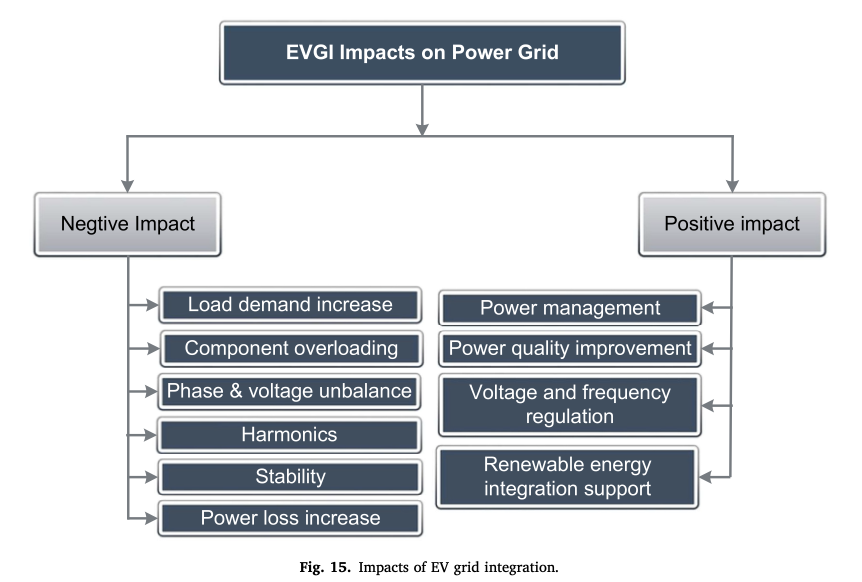 EVGI Impacts on Power Grid
Negtive Impact
Positive impact
Load demand increase
Component overloading
Phase & voltage unbalance
Harmonics
Stability
Power loss increase
Power management
Power quality improvement
Voltage and frequency
regulation
Renewable energy
integration support
Fig. 15. Impacts of EV grid integration.